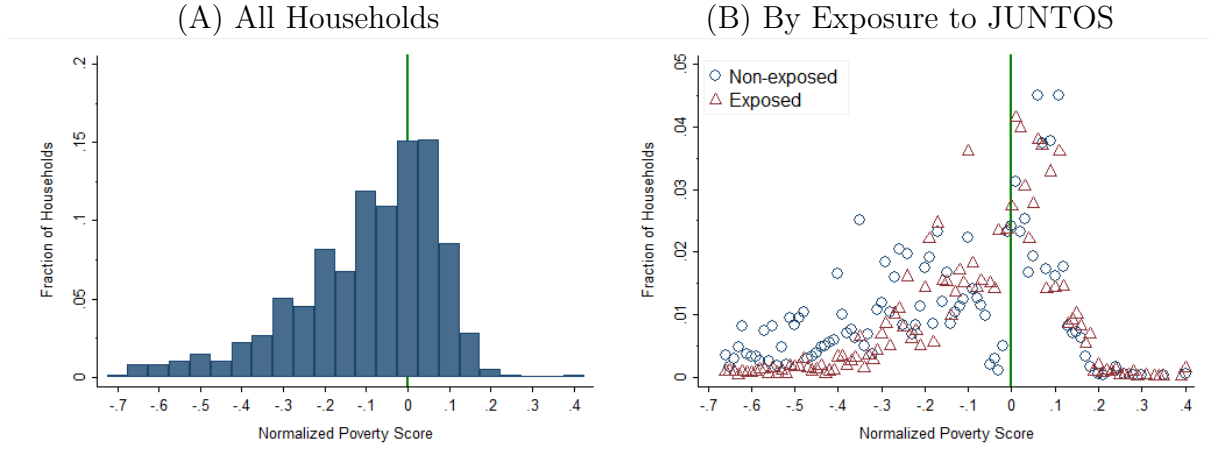 (A) All Households
.2
.15
.1
.05
0
Fraction of Households
-.7 -.6 -.5 -.4 -.3 -.2 -.1 0 .1 .2 .3 .4
Normalized Poverty Score
(B) By Exposure to JUNTOS
Non-exposed
Exposed
.05
.04
.03
.02
.01
0
Fraction of Households
-.7 -.6 -.5 -.4 -.3 -.2 -.1 0 .1 .2 .3 .4
Normalized Poverty Score